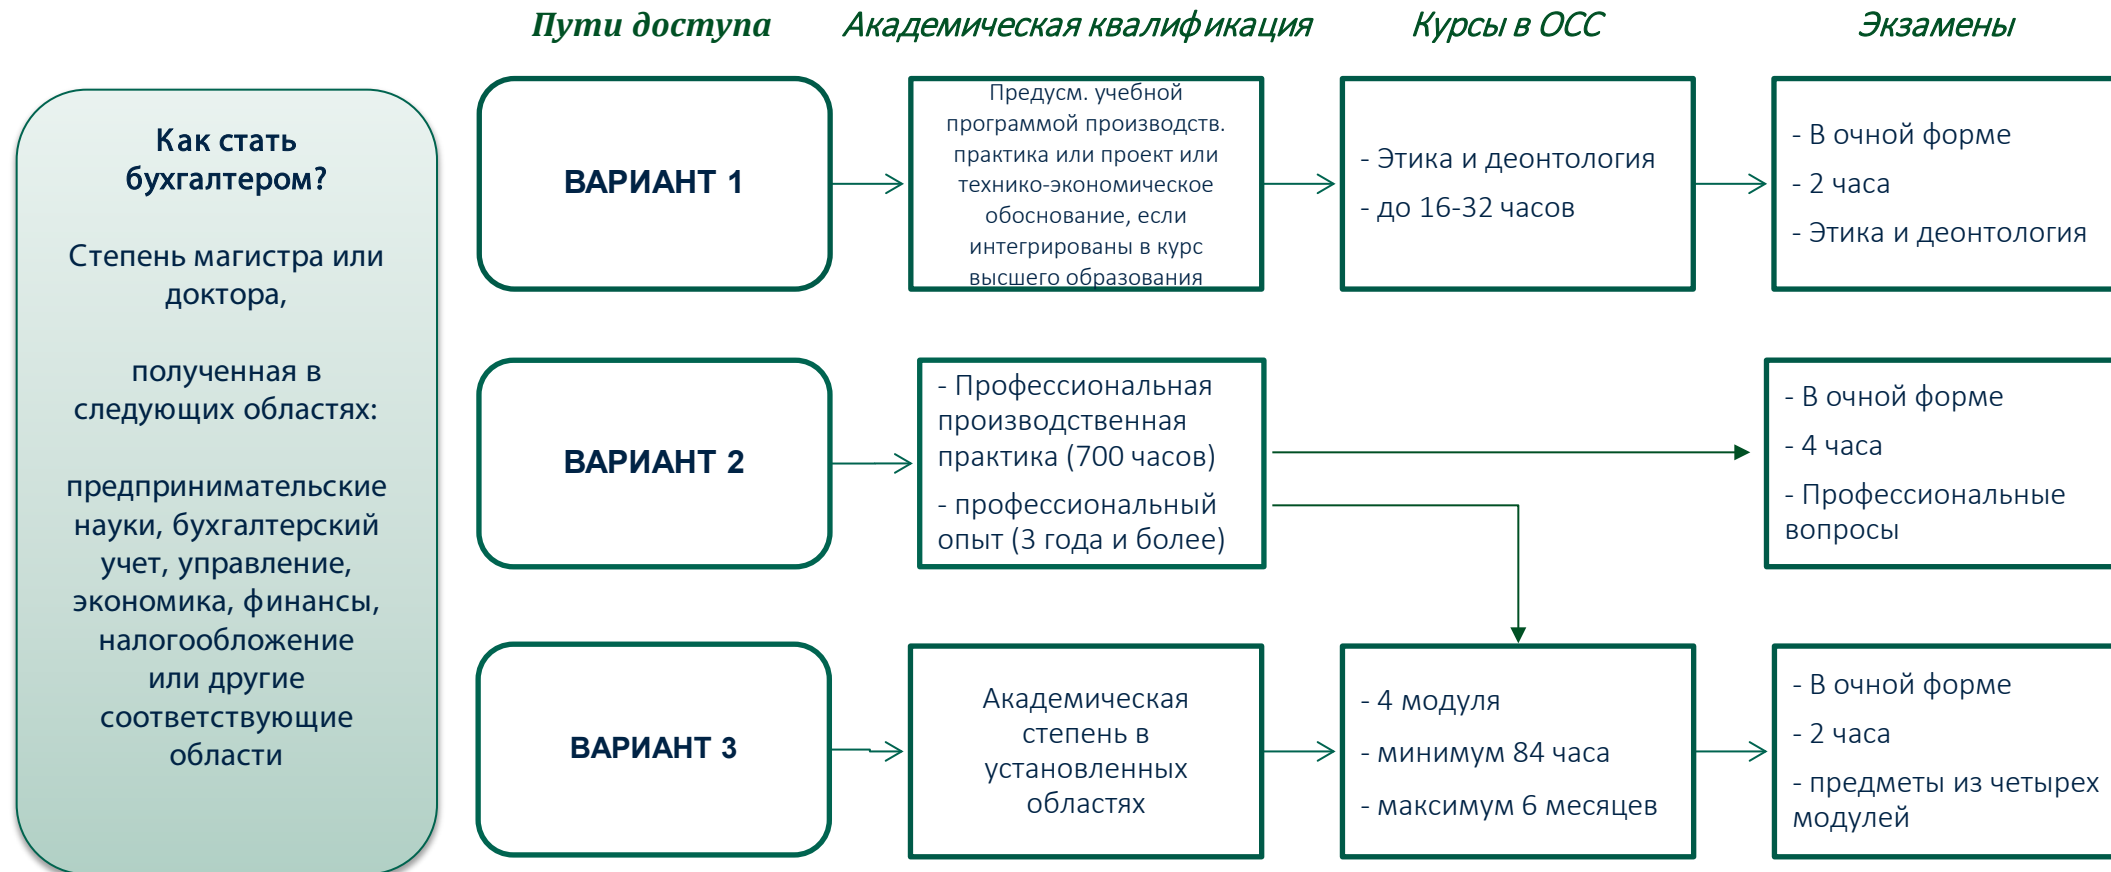 Пути доступа
Академическая квалификация
Курсы в ОСС
Экзамены
Как стать
бухгалтером?
Степень магистра или
доктора,
полученная в
следующих областях:
предпринимательские
науки, бухгалтерский
учет, управление,
экономика, финансы,
налогообложение
или другие
соответствующие
области
ВАРИАНТ 1
Предусм. учебной
программой производств.
практика или проект или
технико-экономическое
обоснование, если
интегрированы в курс
высшего образования
- Этика и деонтология
- до 16-32 часов
- В очной форме
- 2 часа
- Этика и деонтология
ВАРИАНТ 2
- Профессиональная
производственная
практика (700 часов)
- профессиональный
опыт (3 года и более)
- В очной форме
- 4 часа
- Профессиональные
вопросы
ВАРИАНТ 3
Академическая
степень в
установленных
областях
- 4 модуля
- минимум 84 часа
- максимум 6 месяцев
- В очной форме
- 2 часа
- предметы из четырех
модулей